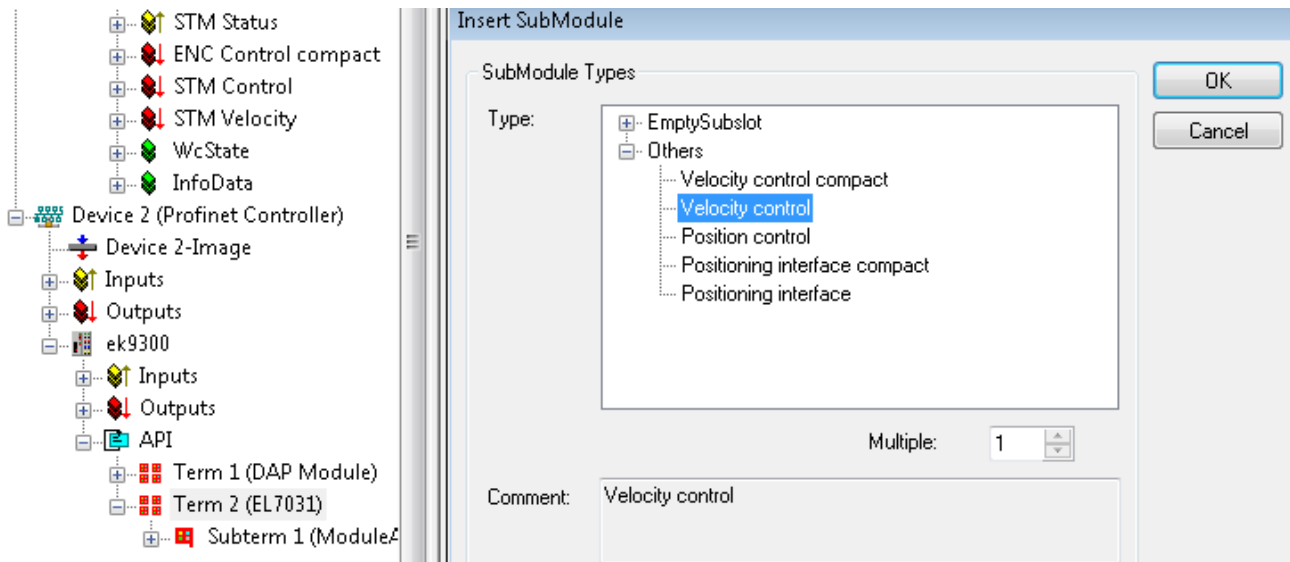 STM Status
ENC Control compact
STM Control
STM Velocity
WcState
InfoData
Device 2 (Profinet Controller)
Device 2-Image
Inputs
Outputs
ek9300
Inputs
Outputs
API
Term 1 (DAP Module)
Term 2 (EL7031)
Subterm 1 (Module
Insert SubModule
SubModule Types
Type:
EmptySubslot
Others
Velocity control compact
Velocity control
Position control
Positioning interface compact
Positioning interface
Multiple:
1
Comment:
Velocity control
OK
Cancel